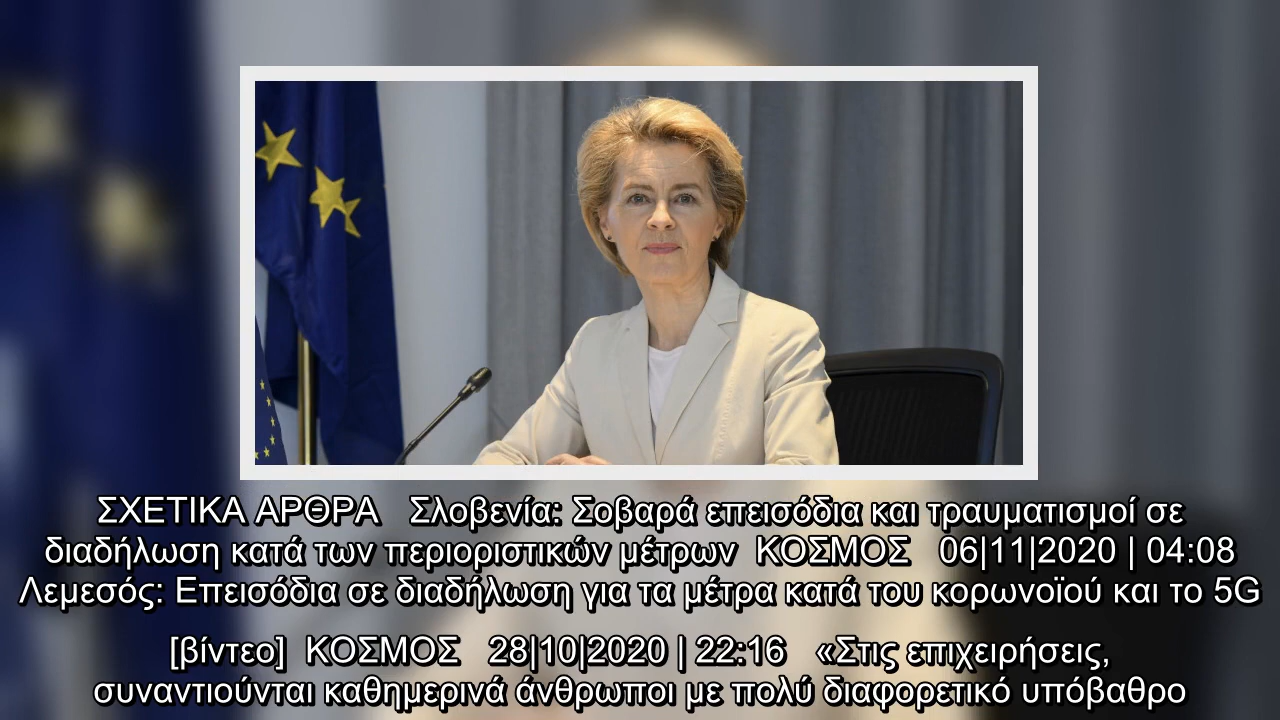 ΣΧΕΤΙΚΑ ΑΡΘΡΑ Σλοβενία: Σοβαρά επεισόδια και τραυματισμοί σε
διαδήλωση κατά των περιοριστικών μέτρων ΚΟΣΜΟΣ 06|11|2020 | 04:08
Λεμεσός: Επεισόδια σε διαδήλωση για τα μέτρα κατά του κορωνοϊού και το 5G
[βίντεο] ΚΟΣΜΟΣ 28|10|2020 | 22:16 «Στις επιχειρήσεις,
συναντιούνται καθημερινά άνθρωποι με πολύ διαφορετικό υπόβαθρο